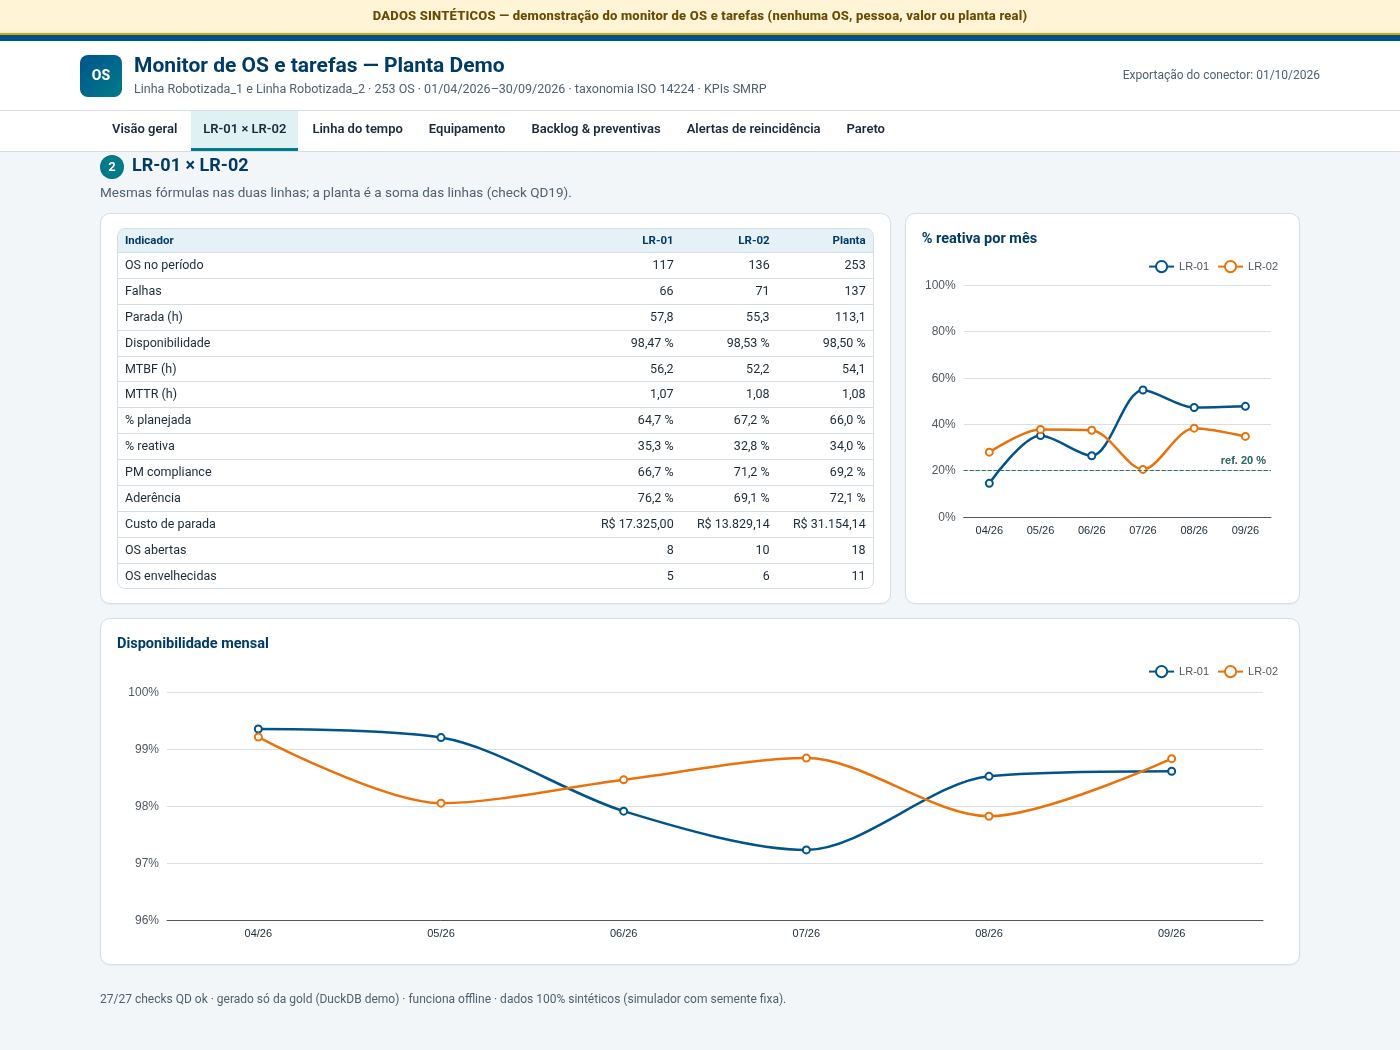 DADOS SINTÉTICOS — demonstração do monitor de OS e tarefas (nenhuma OS, pessoa, valor ou planta real)
OS
Monitor de OS e tarefas — Planta Demo
Linha Robotizada_1 e Linha Robotizada_2 · 253 OS · 01/04/2026–30/09/2026 · taxonomia ISO 14224 · KPIs SMRP
Exportação do conector: 01/10/2026
Visão geral LR-01 × LR-02 Linha do tempo Equipamento Backlog & preventivas Alertas de reincidência Pareto
2 LR-01 × LR-02
Mesmas fórmulas nas duas linhas; a planta é a soma das linhas (check QD19).
Indicador LR-01 LR-02 Planta
OS no período 117 136 253
Falhas 66 71 137
Parada (h) 57,8 55,3 113,1
Disponibilidade 98,47 % 98,53 % 98,50 %
MTBF (h) 56,2 52,2 54,1
MTTR (h) 1,07 1,08 1,08
% planejada 64,7 % 67,2 % 66,0 %
% reativa 35,3 % 32,8 % 34,0 %
PM compliance 66,7 % 71,2 % 69,2 %
Aderência 76,2 % 69,1 % 72,1 %
Custo de parada R$ 17.325,00 R$ 13.829,14 R$ 31.154,14
OS abertas 8 10 18
OS envelhecidas 5 6 11
% reativa por mês
LR-01 LR-02
100%
80%
60%
40%
20%
0%
ref. 20 %
04/26 05/26 06/26 07/26 08/26 09/26
Disponibilidade mensal
LR-01 LR-02
100%
99%
98%
97%
96%
04/26 05/26 06/26 07/26 08/26 09/26
27/27 checks QD ok · gerado só da gold (DuckDB demo) · funciona offline · dados 100% sintéticos (simulador com semente fixa).